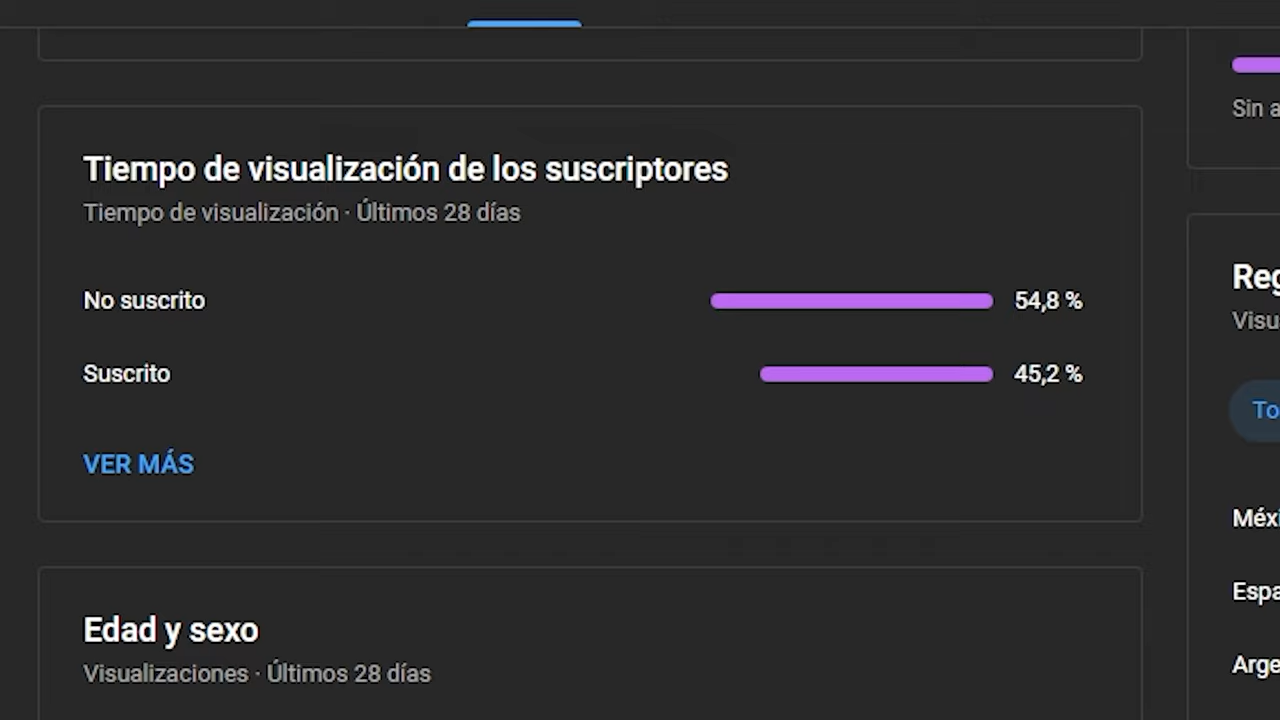 Tiempo de visualización de los suscriptores
Tiempo de visualización · Últimos 28 días
No suscrito
54,8 %
Suscrito
45,2 %
VER MÁS
Edad y sexo
Visualizaciones · Últimos 28 días
Sin